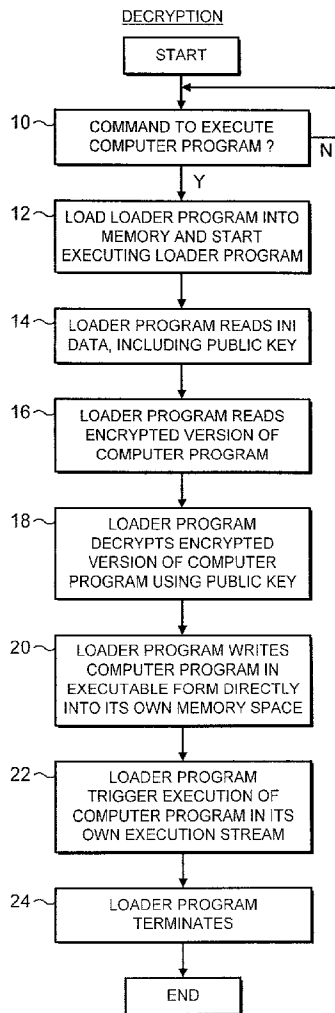 DECRYPTION
START
10
COMMAND TO EXECUTE
COMPUTER PROGRAM ?
N
Y
12
LOAD LOADER PROGRAM INTO
MEMORY AND START
EXECUTING LOADER PROGRAM
14
LOADER PROGRAM READS INI
DATA, INCLUDING PUBLIC KEY
16
LOADER PROGRAM READS
ENCRYPTED VERSION OF
COMPUTER PROGRAM
18
LOADER PROGRAM
DECRYPTS ENCRYPTED
VERSION OF COMPUTER
PROGRAM USING PUBLIC KEY
20
LOADER PROGRAM WRITES
COMPUTER PROGRAM IN
EXECUTABLE FORM DIRECTLY
INTO ITS OWN MEMORY SPACE
22
LOADER PROGRAM
TRIGGER EXECUTION OF
COMPUTER PROGRAM IN ITS
OWN EXECUTION STREAM
24
LOADER PROGRAM
TERMINATES
END